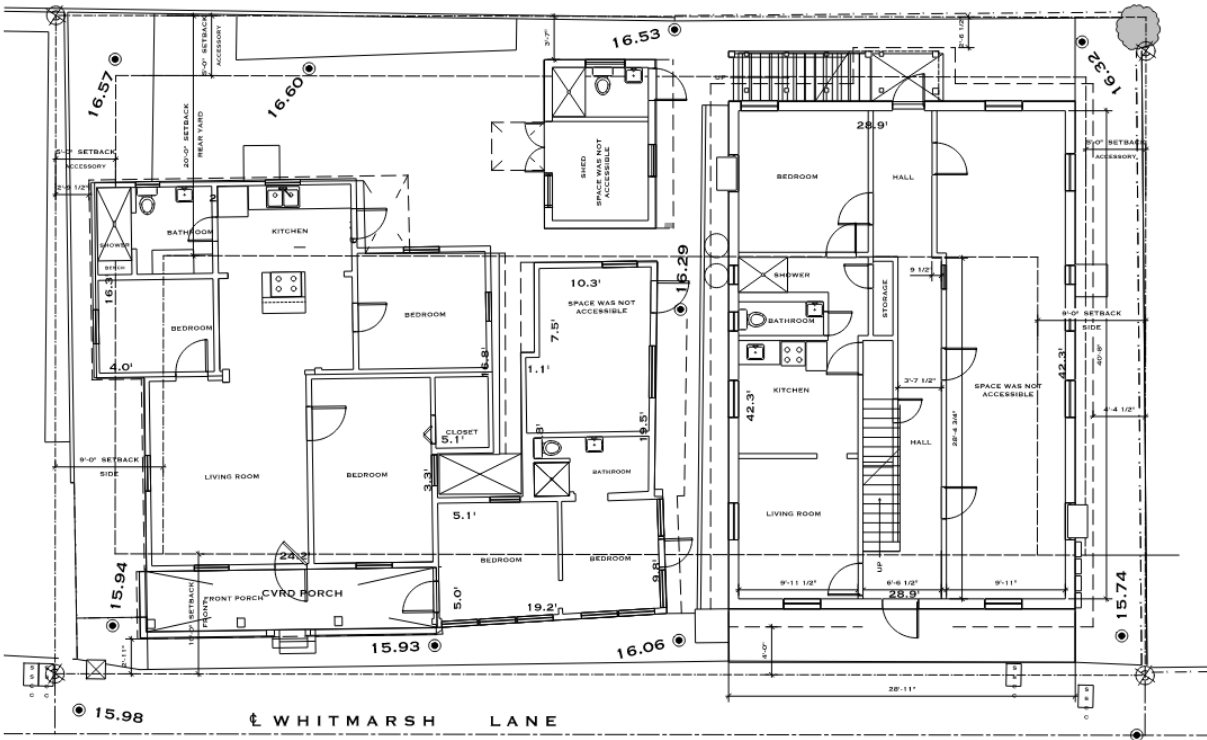 16.53
3'-7"
5'-0" SETBACK
ACCESSORY
16.57
16.60
16.32
UP
20'-0" SETBACK
REAR YARD
5'-0" SETBACK
ACCESSORY
2'-9 1/2"
SHED
SPACE WAS NOT
ACCESSIBLE
28.9'
BEDROOM
HALL
5'-0" SETBACK
ACCESSORY
BATHROOM
KITCHEN
SHOWER
BENCH
16.3'
BEDROOM
4.0'
BEDROOM
16.29
10.3'
SPACE WAS NOT
ACCESSIBLE
7.5'
1.1'
SHOWER
BATHROOM
STORAGE
9 1/2"
9'-0" SETBACK
SIDE
40'-8"
42.3'
KITCHEN
42.3'
3'-7 1/2"
SPACE WAS NOT
ACCESSIBLE
4'-4 1/2"
28'-4 3/4"
HALL
CLOSET
5.1'
19.5'
BATHROOM
9'-0" SETBACK
SIDE
LIVING ROOM
BEDROOM
3.3'
LIVING ROOM
5.1'
BEDROOM
BEDROOM
24.2'
9.8'
UP
9'-11 1/2"
6'-6 1/2"
9'-11"
28.9'
15.94
FRONT PORCH
CVRD PORCH
5.0'
19.2'
15.74
10'-0" SETBACK
FRONT
15.93
16.06
4'-0"
28'-11"
15.98
℄ WHITMARSH LANE